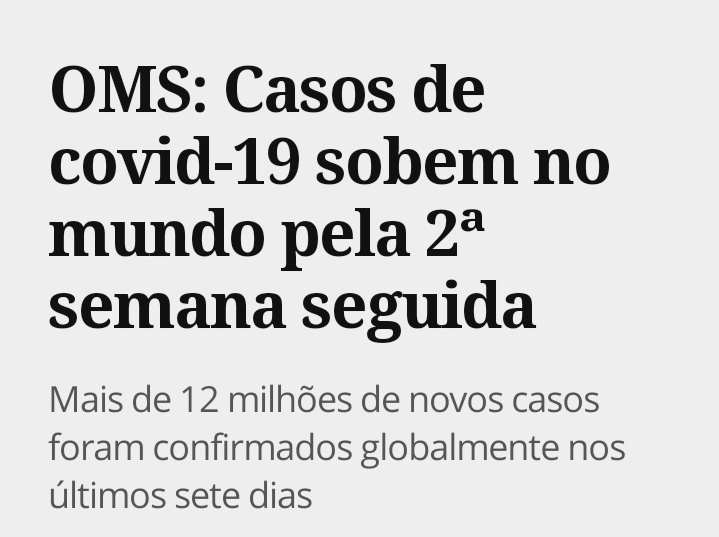 OMS: Casos de
covid-19 sobem no
mundo pela 2ª
semana seguida
Mais de 12 milhões de novos casos
foram confirmados globalmente nos
últimos sete dias